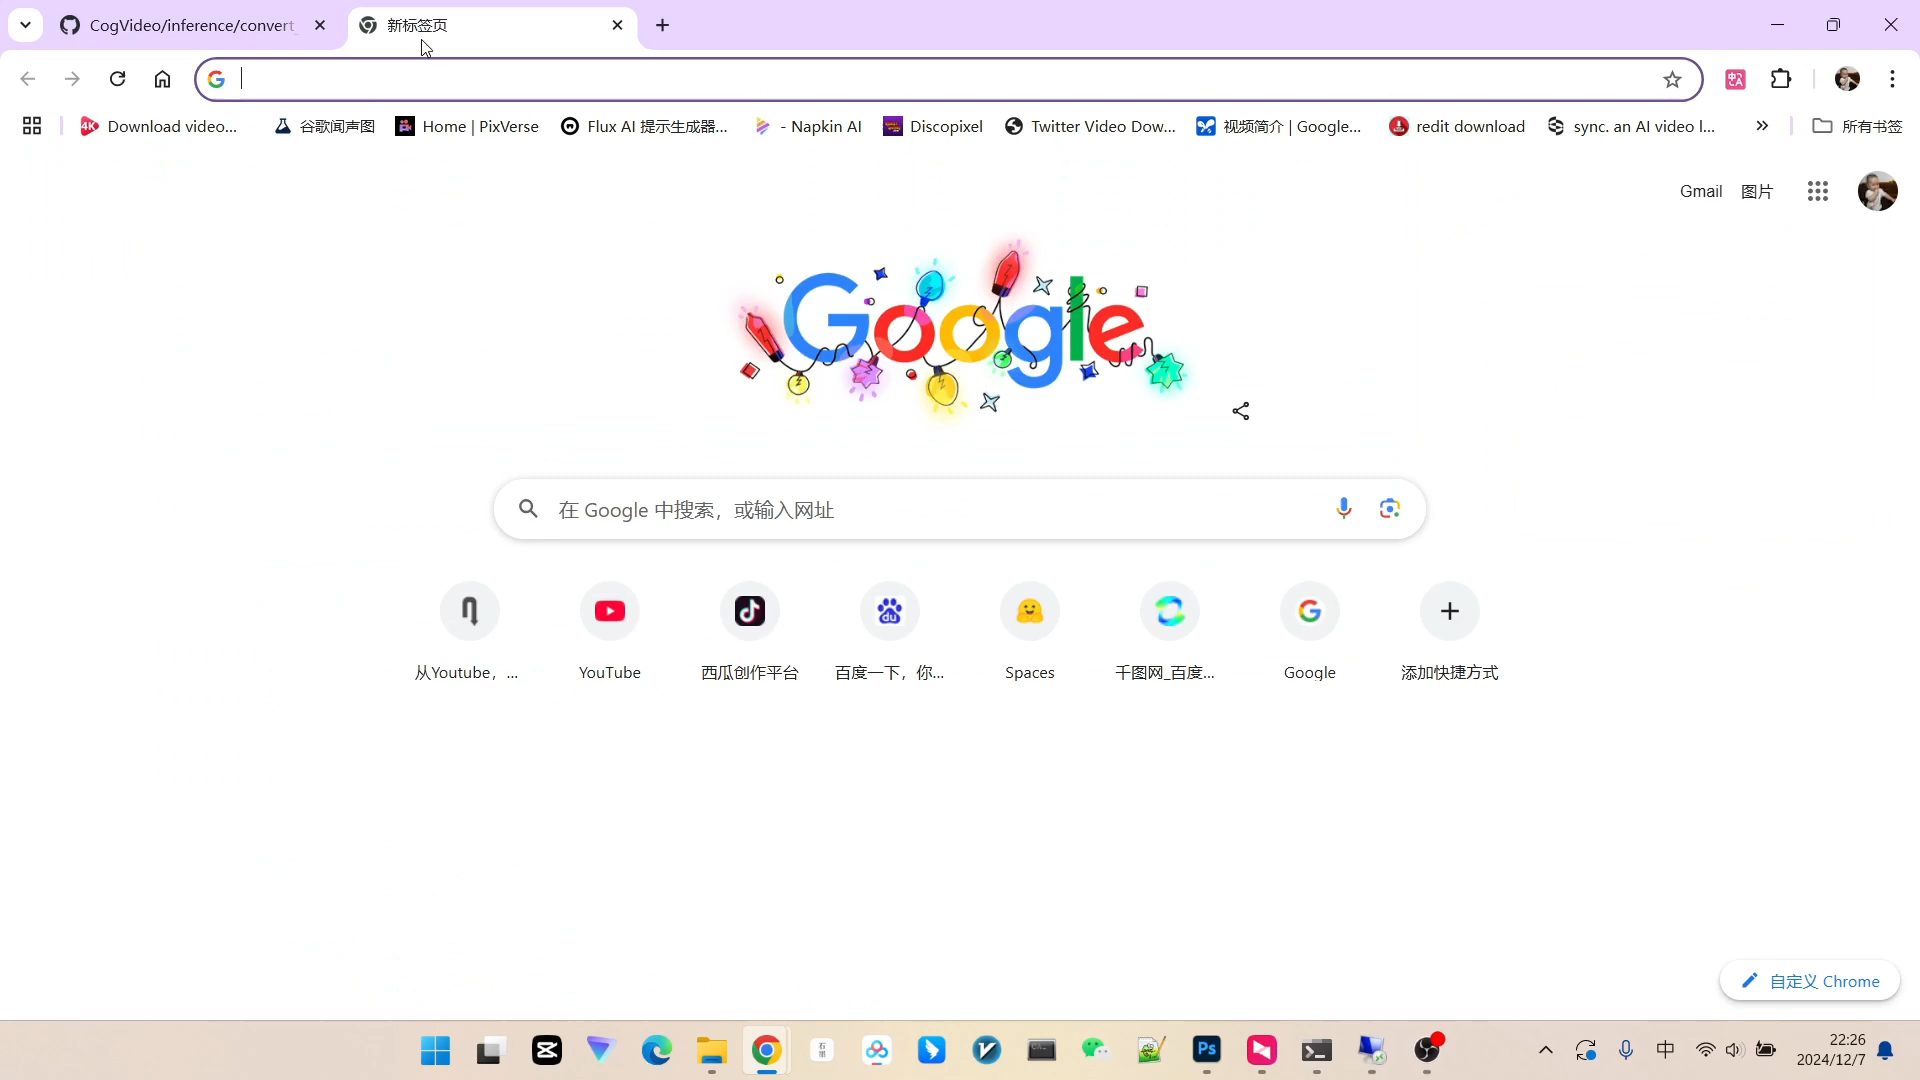 CogVideo/inference/convert_
新标签页
Download video...
谷歌闻声图
Home | PixVerse
Flux AI 提示生成器...
- Napkin AI
Discopixel
Twitter Video Dow...
视频简介 | Google...
redit download
sync. an AI video l...
所有书签
Gmail
图片
Google
在 Google 中搜索，或输入网址
从Youtube，...
YouTube
西瓜创作平台
百度一下，你...
Spaces
千图网_百度...
Google
添加快捷方式
自定义 Chrome
中
22:26
2024/12/7